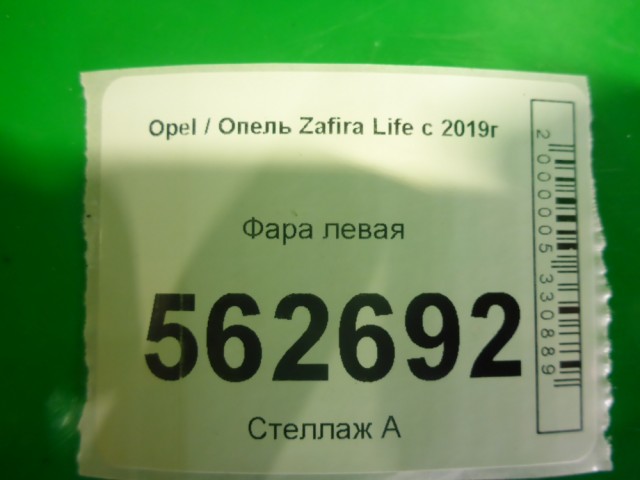 Opel / Опель Zafira Life с 2019г
Фара левая
562692
Стеллаж А
2000005330889